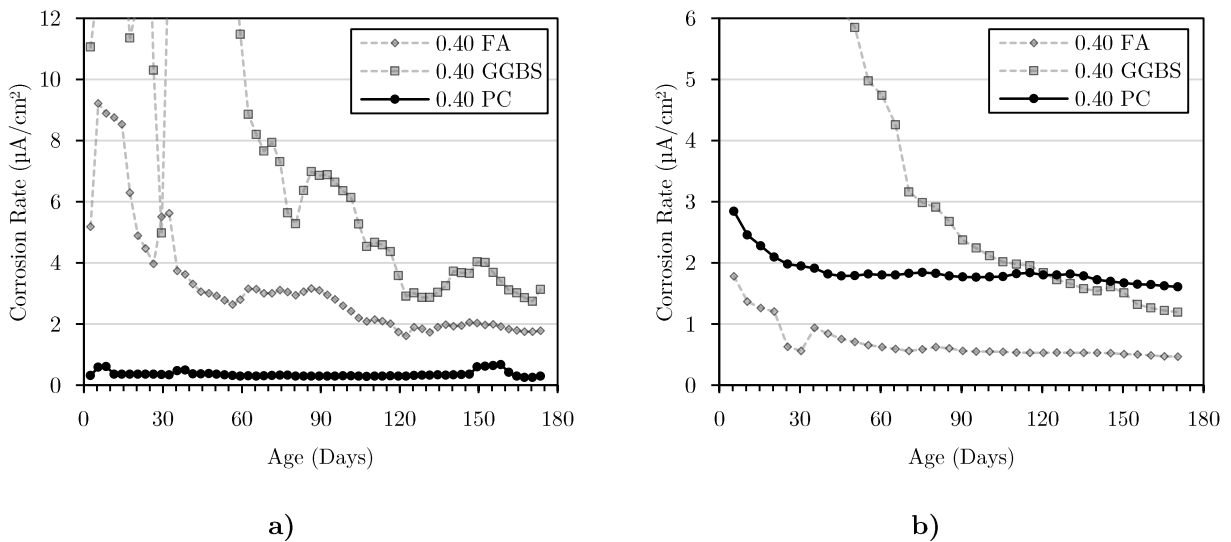 12
10
8
6
4
2
0
Corrosion Rate (µA/cm²)
0.40 FA
0.40 GGBS
0.40 PC
0 30 60 90 120 150 180
Age (Days)
a)
6
5
4
3
2
1
0
Corrosion Rate (µA/cm²)
0.40 FA
0.40 GGBS
0.40 PC
0 30 60 90 120 150 180
Age (Days)
b)